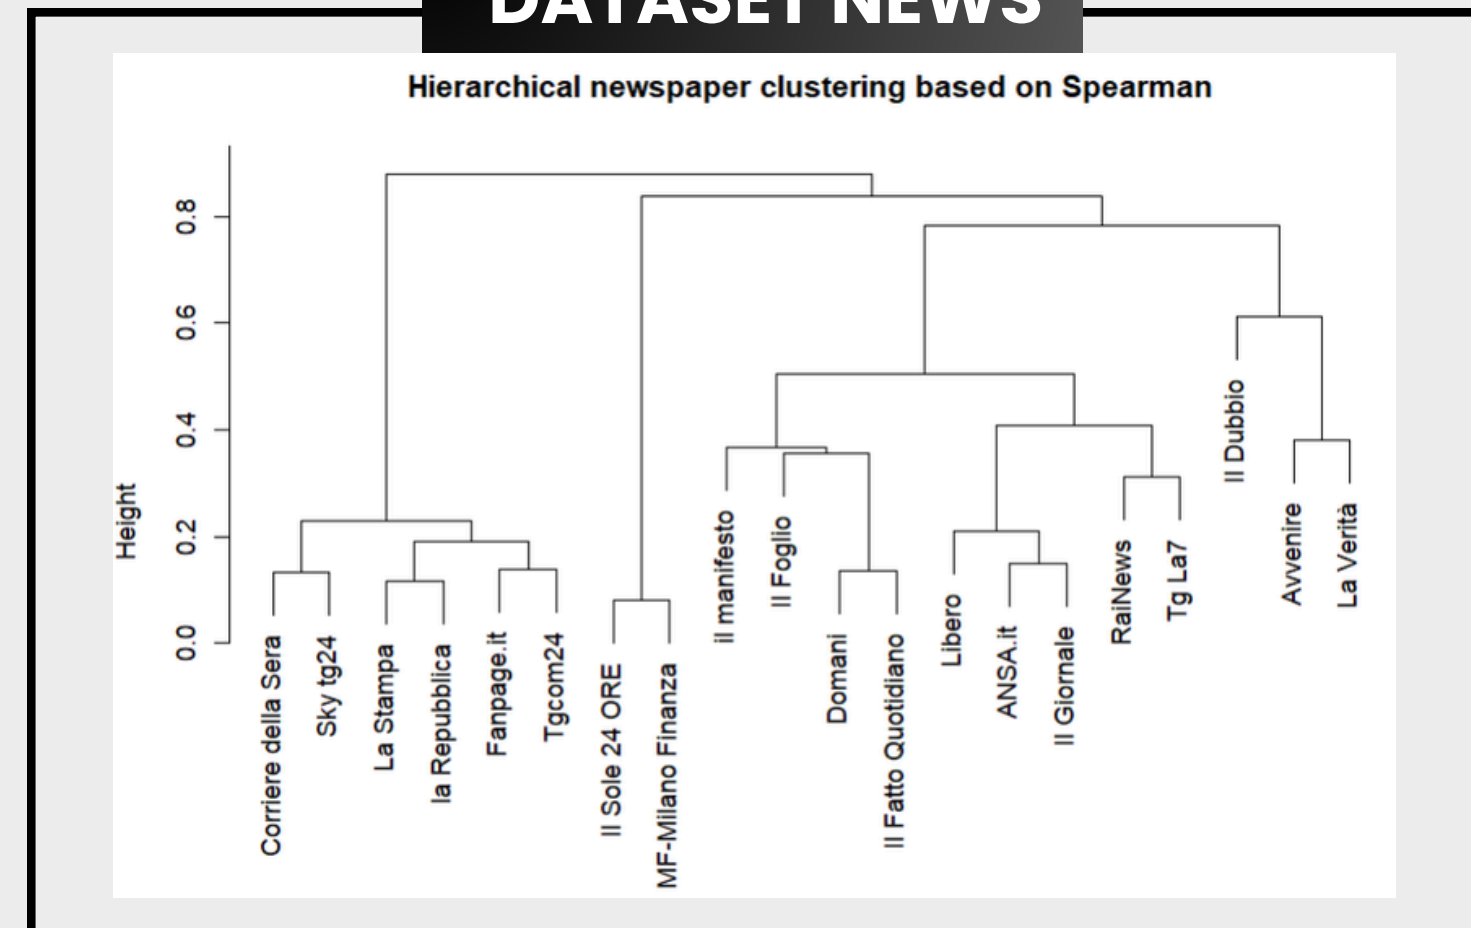 DATASET NEWS
Hierarchical newspaper clustering based on Spearman
Height
0.0
0.2
0.4
0.6
0.8
Corriere della Sera
Sky tg24
La Stampa
la Repubblica
Fanpage.it
Tgcom24
Il Sole 24 ORE
MF-Milano Finanza
il manifesto
Il Foglio
Domani
Il Fatto Quotidiano
Libero
ANSA.it
Il Giornale
RaiNews
Tg La7
Il Dubbio
Avvenire
La Verità